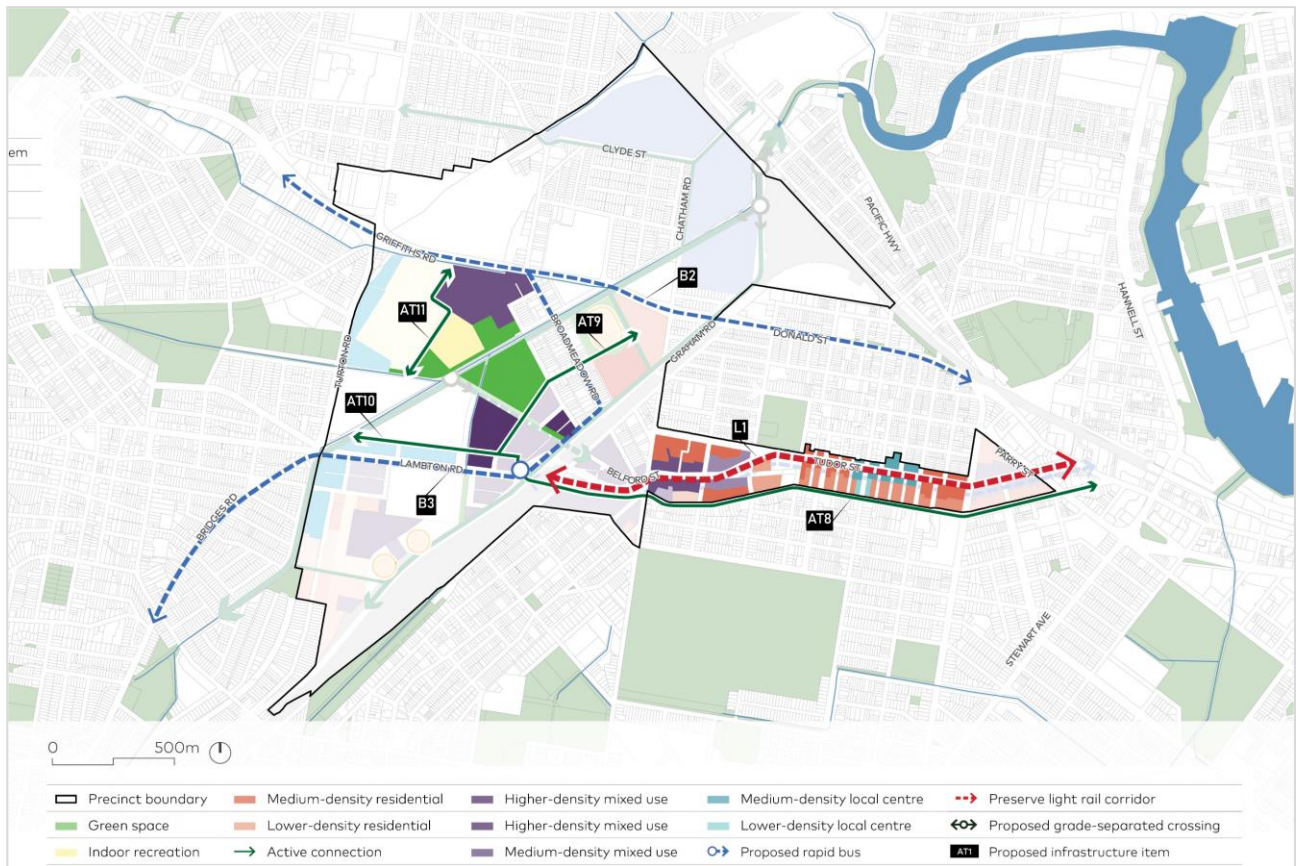 em
CLYDE ST
CHATHAM RD
PACIFIC HWY
GRIFFITHS RD
B2
HANNELL ST
AT11
AT9
BROADMEADOW RD
GRAHAM RD
DONALD ST
TURTON RD
AT10
L1
LAMBTON RD
BELFORD ST
TUDOR ST
PARRY ST
B3
AT8
BRIDGES RD
STEWART AVE
0 500m
Precinct boundary Medium-density residential Higher-density mixed use Medium-density local centre Preserve light rail corridor
Green space Lower-density residential Higher-density mixed use Lower-density local centre Proposed grade-separated crossing
Indoor recreation Active connection Medium-density mixed use Proposed rapid bus AT1 Proposed infrastructure item